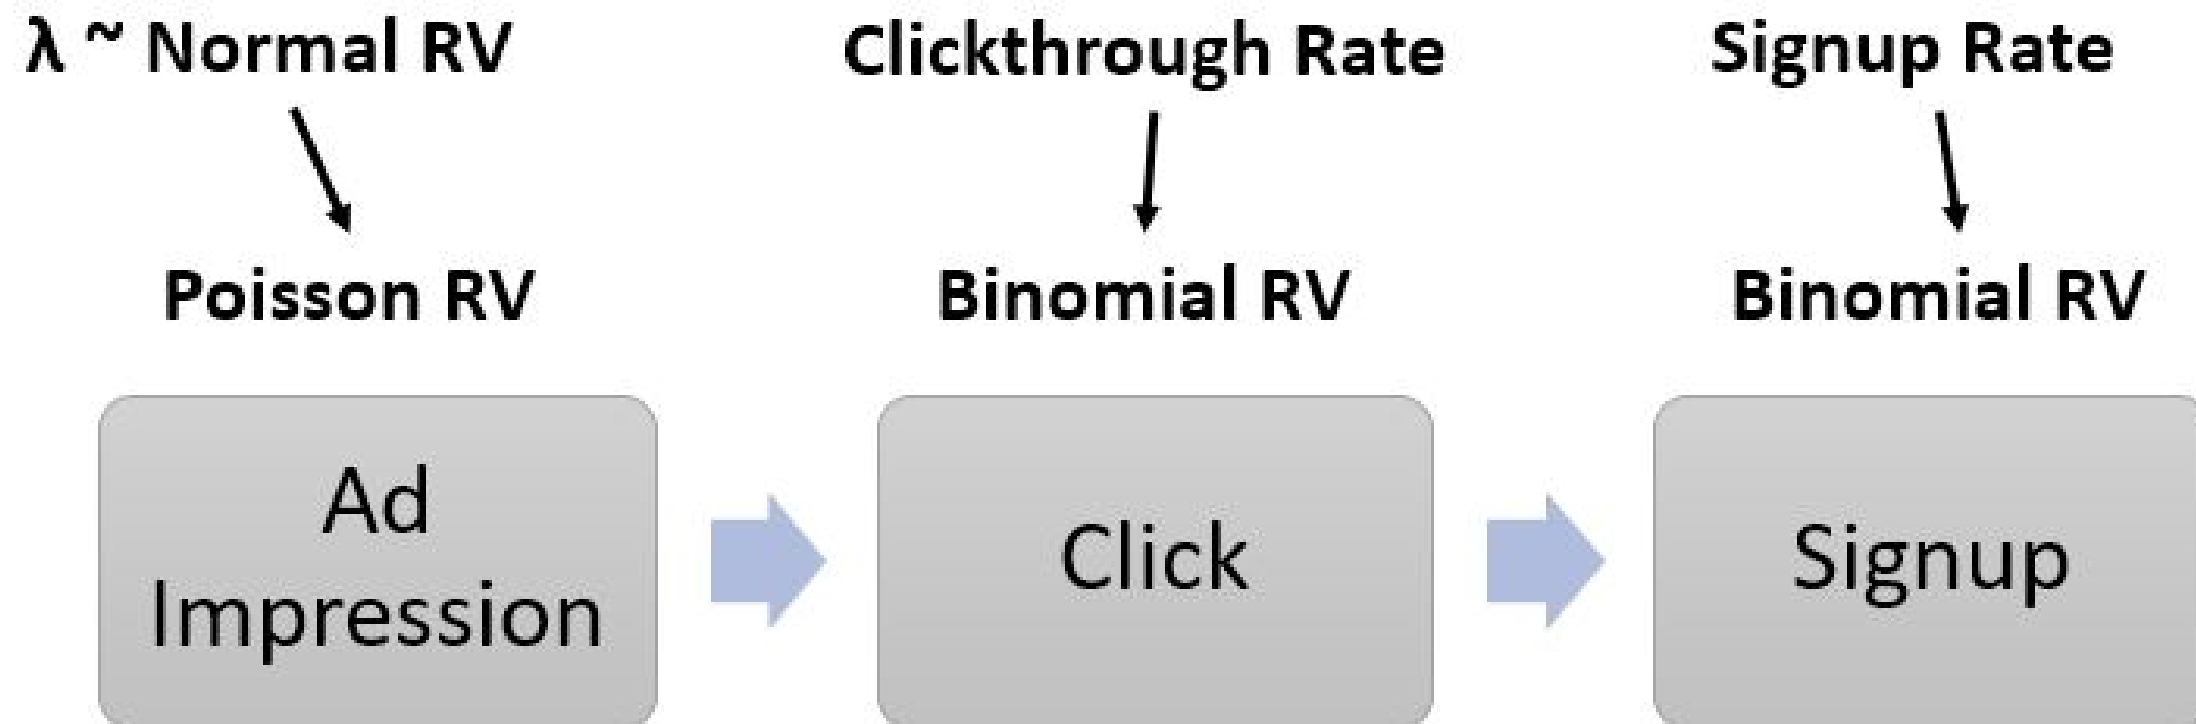 λ ~ Normal RV
Clickthrough Rate
Signup Rate
Poisson RV
Binomial RV
Binomial RV
Ad
Impression
Click
Signup